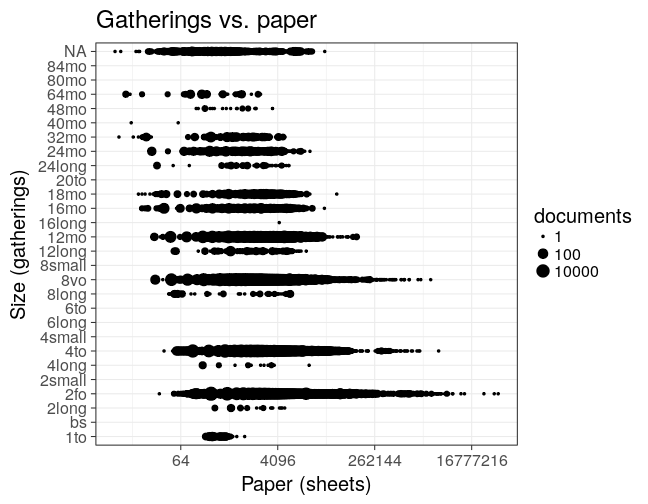 Gatherings vs. paper
NA
84mo
80mo
64mo
48mo
40mo
32mo
24mo
24long
20to
18mo
16mo
16long
12mo
12long
8small
8vo
8long
6to
6long
4small
4to
4long
2small
2fo
2long
bs
1to
Size (gatherings)
64
4096
262144
16777216
Paper (sheets)
documents
1
100
10000